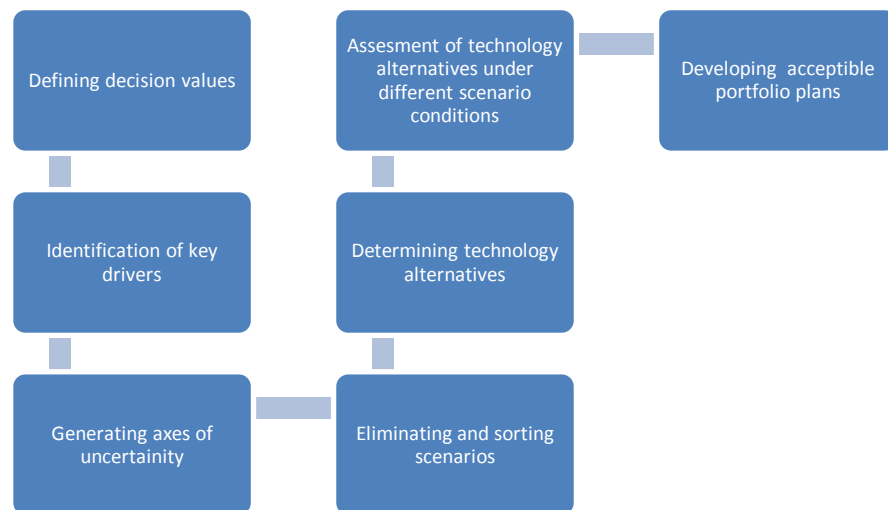 Defining decision values
Identification of key
drivers
Generating axes of
uncertainity
Eliminating and sorting
scenarios
Determining technology
alternatives
Assesment of technology
alternatives under
different scenario
conditions
Developing acceptible
portfolio plans